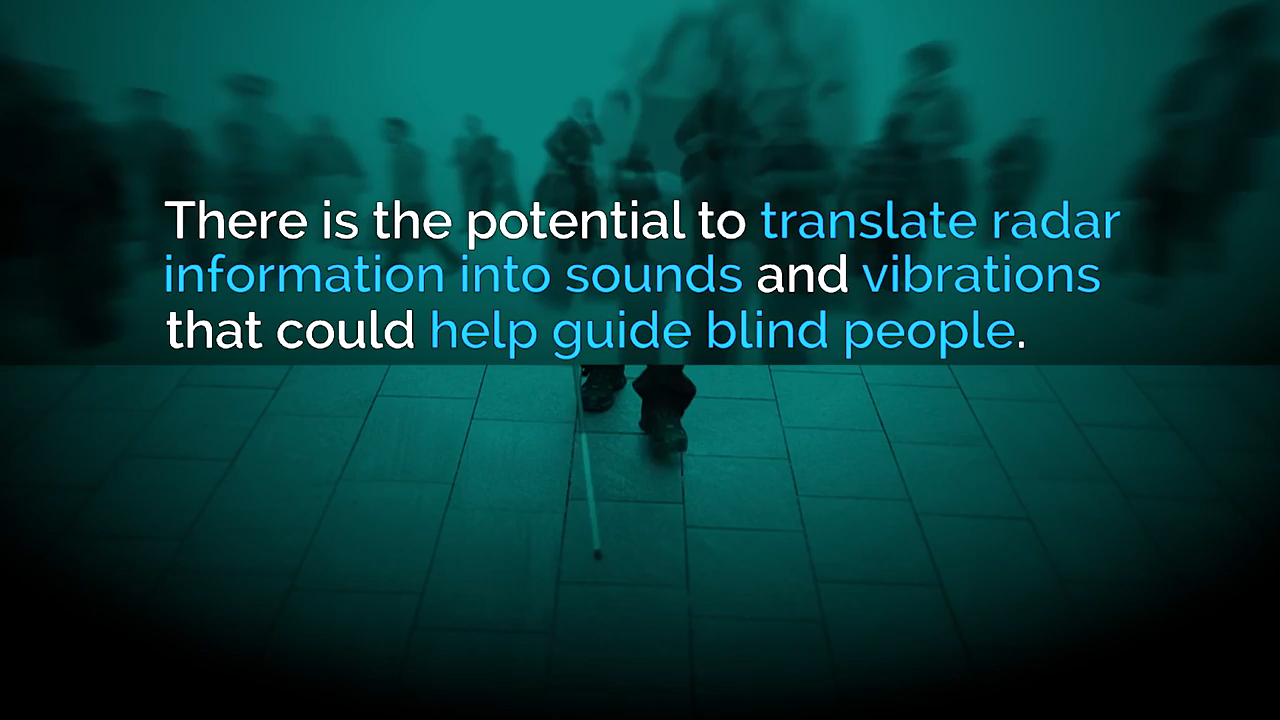 There is the potential to translate radar
information into sounds and vibrations
that could help guide blind people.